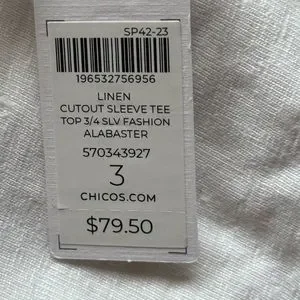 SP42-23
196532756956
LINEN
CUTOUT SLEEVE TEE
TOP 3/4 SLV FASHION
ALABASTER
570343927
3
CHICOS.COM
$79.50